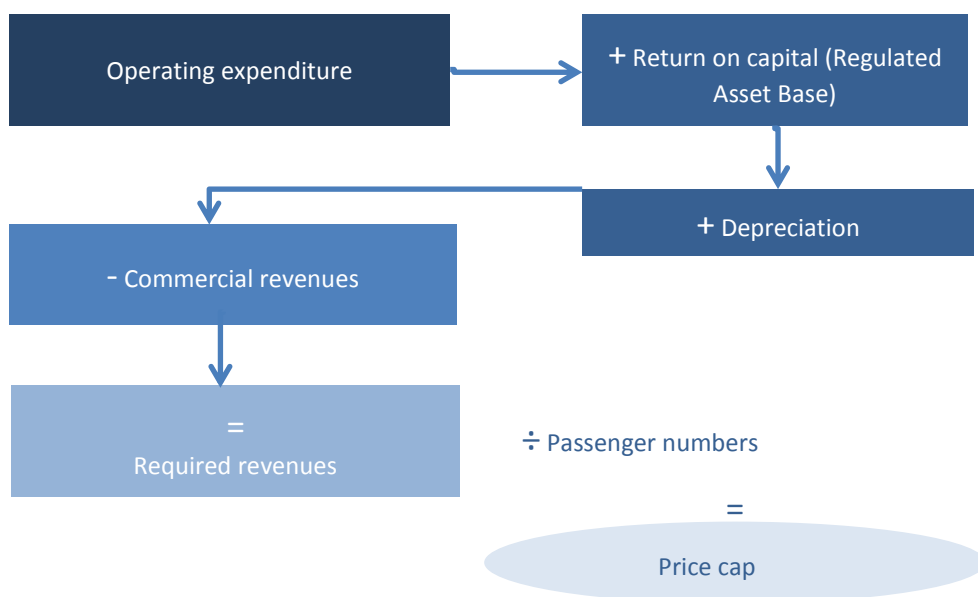 Operating expenditure
+ Return on capital (Regulated
Asset Base)
+ Depreciation
- Commercial revenues
=
Required revenues
÷ Passenger numbers
=
Price cap